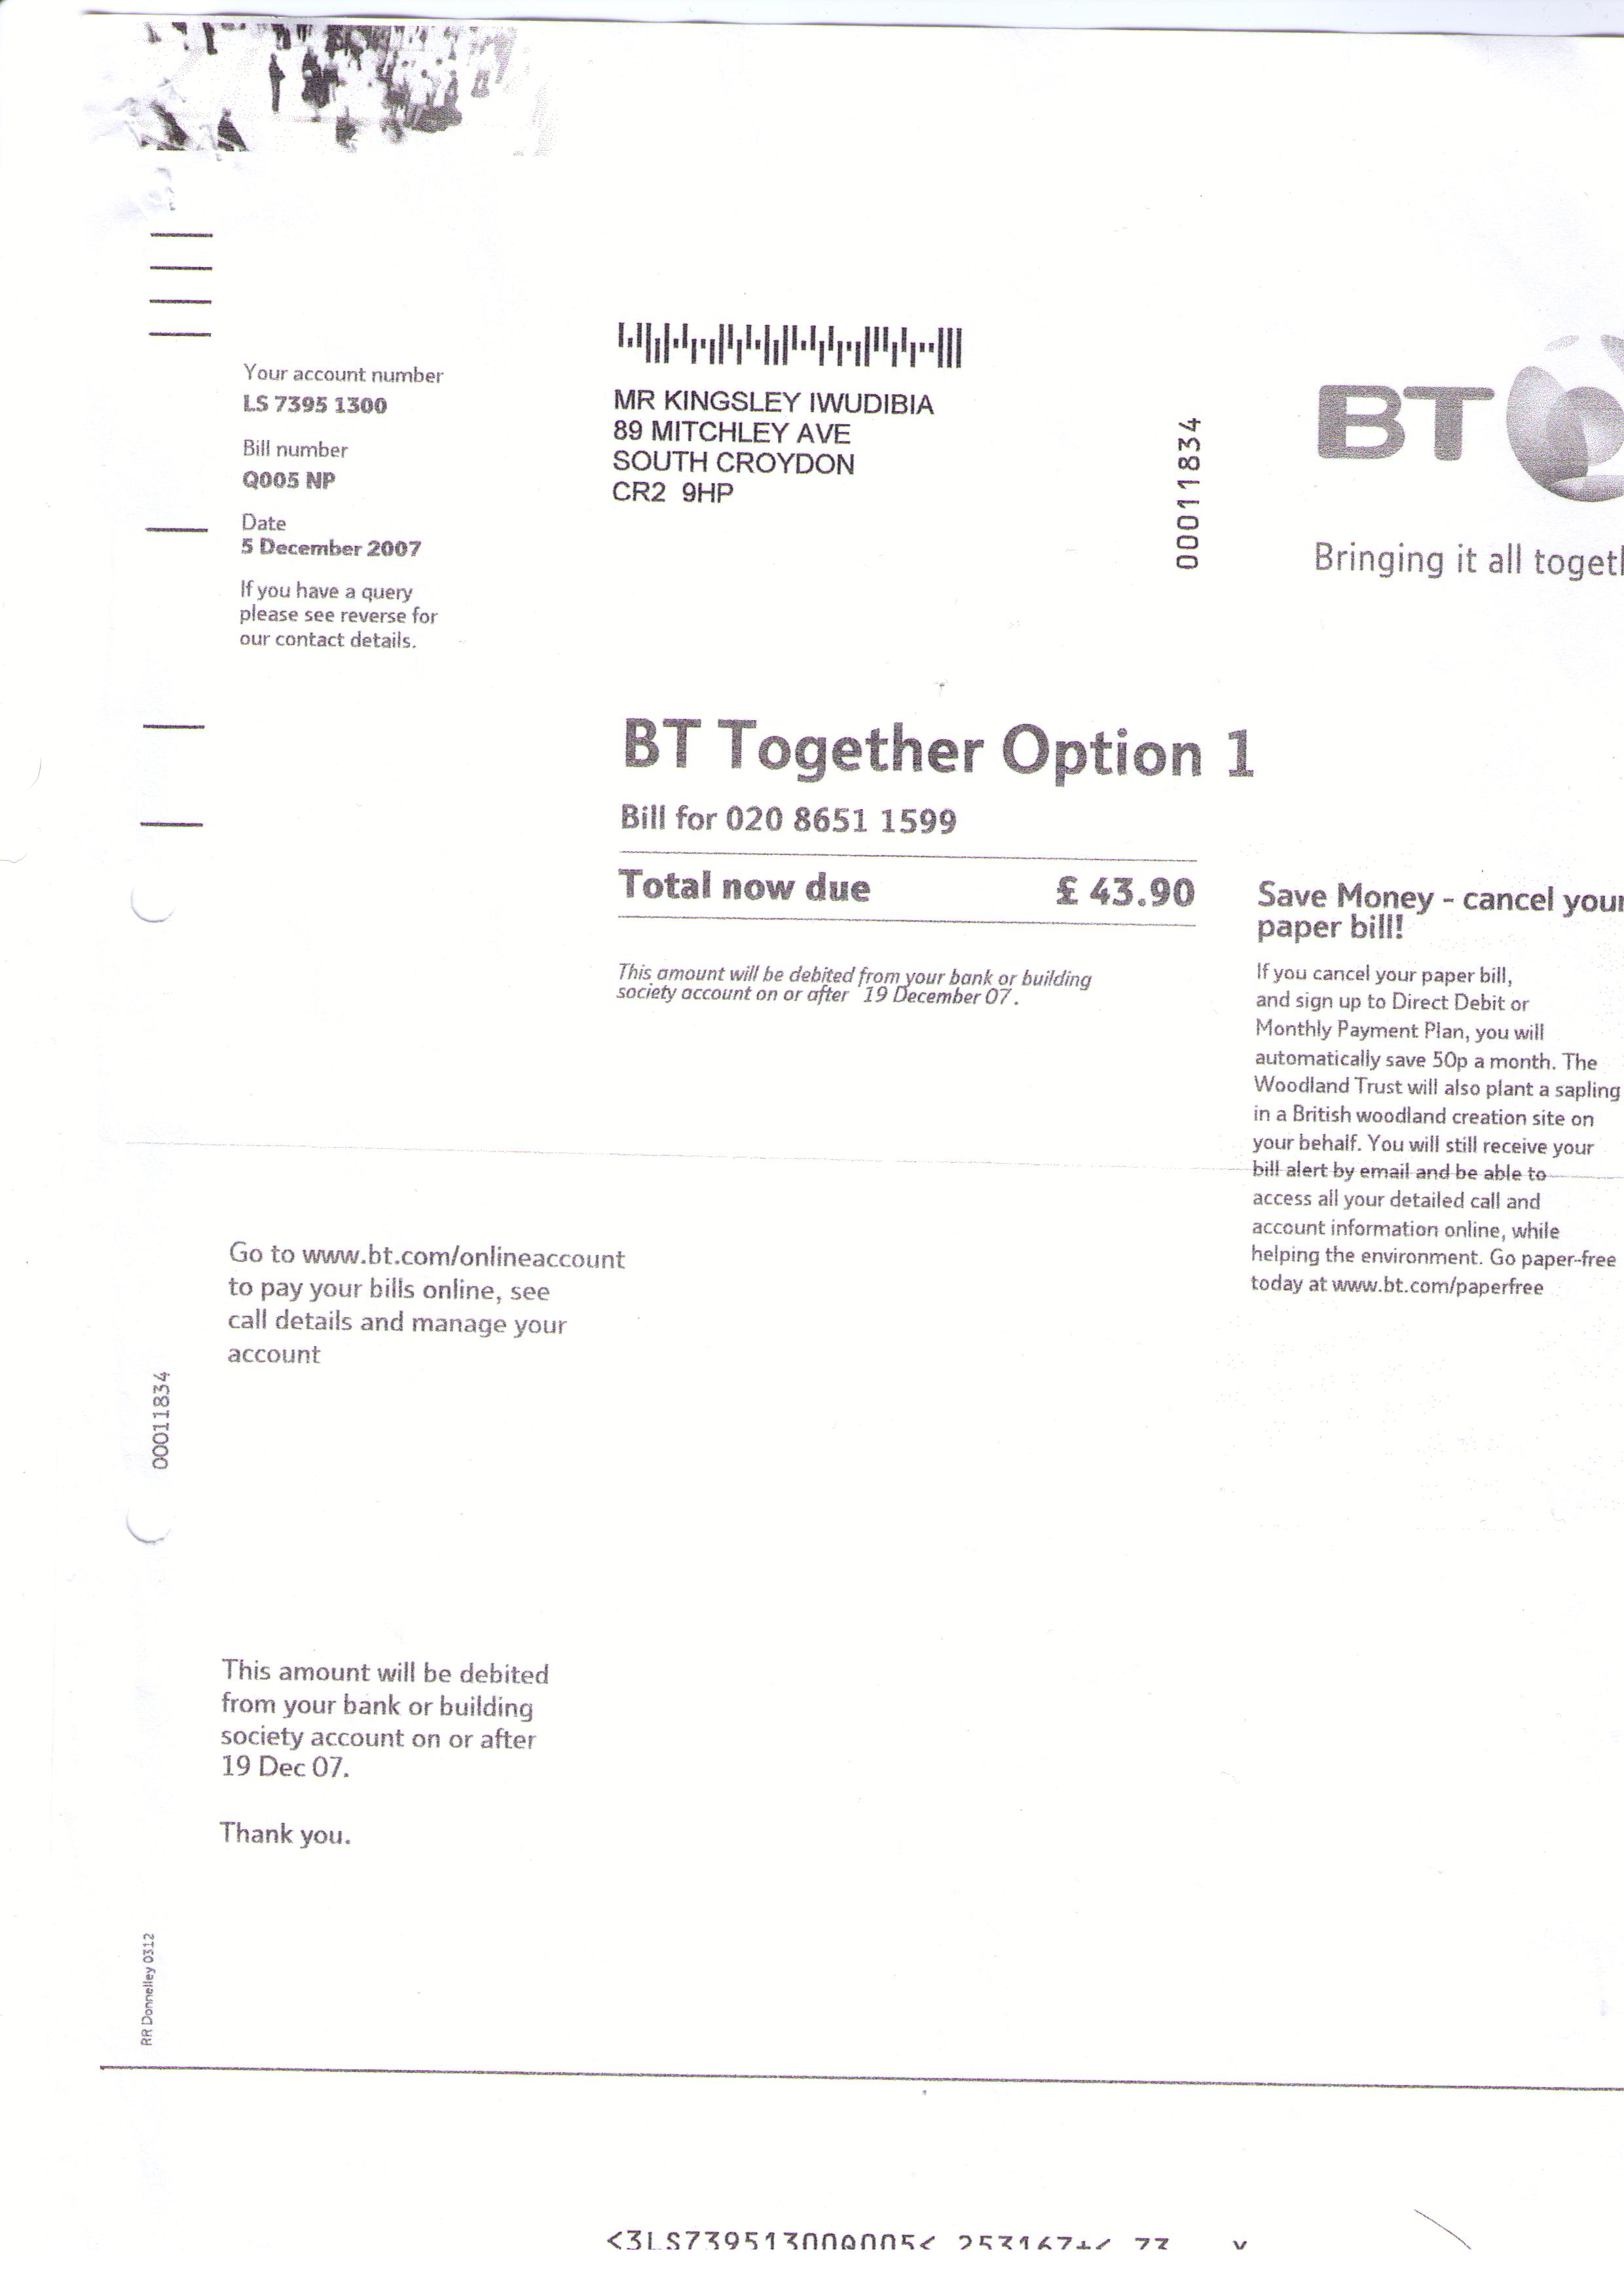 Your account number
LS 7395 1300
Bill number
Q005 NP
Date
5 December 2007
If you have a query
please see reverse for
our contact details.
MR KINGSLEY IWUDIBIA
89 MITCHLEY AVE
SOUTH CROYDON
CR2 9HP
00011834
BT
Bringing it all
BT Together Option 1
Bill for 020 8651 1599
Total now due £ 43.90
This amount will be debited from your bank or building
society account on or after 19 December 07.
Save Money - cancel your
paper bill!
If you cancel your paper bill,
and sign up to Direct Debit or
Monthly Payment Plan, you will
automatically save 50p a month. The
Woodland Trust will also plant a sapling
in a British woodland creation site on
your behalf. You will still receive your
bill alert by email and be able to
access all your detailed call and
account information online, while
helping the environment. Go paper-free
today at www.bt.com/paperfree
Go to www.bt.com/onlineaccount
to pay your bills online, see
call details and manage your
account
00011834
This amount will be debited
from your bank or building
society account on or after
19 Dec 07.
Thank you.
RR Donnelley 0312